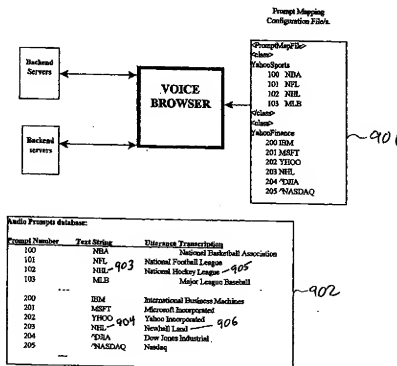 Prompt Mapping
Configuration File/s.
Backend
Servers
VOICE
BROWSER
Backend
servers
<PromptMapFile>
<class>
YahooSports
100 NBA
101 NFL
102 NHL
103 MLB
</class>
<class>
YahooFinance
200 IBM
201 MSFT
202 YHOO
203 NHL
204 ^DJIA
205 ^NASDAQ
901
Audio Prompts database:
Prompt Number Text String Utterance Transcription
100 NBA National Basketball Association
101 NFL National Football League
102 NHL 903 National Hockey League 905
103 MLB Major League Baseball
---
200 IBM International Business Machines
201 MSFT Microsoft Incorporated
202 YHOO 904 Yahoo Incorporated
203 NHL Newhall Land 906
204 ^DJIA Dow Jones Industrial
205 ^NASDAQ Nasdaq
---
902